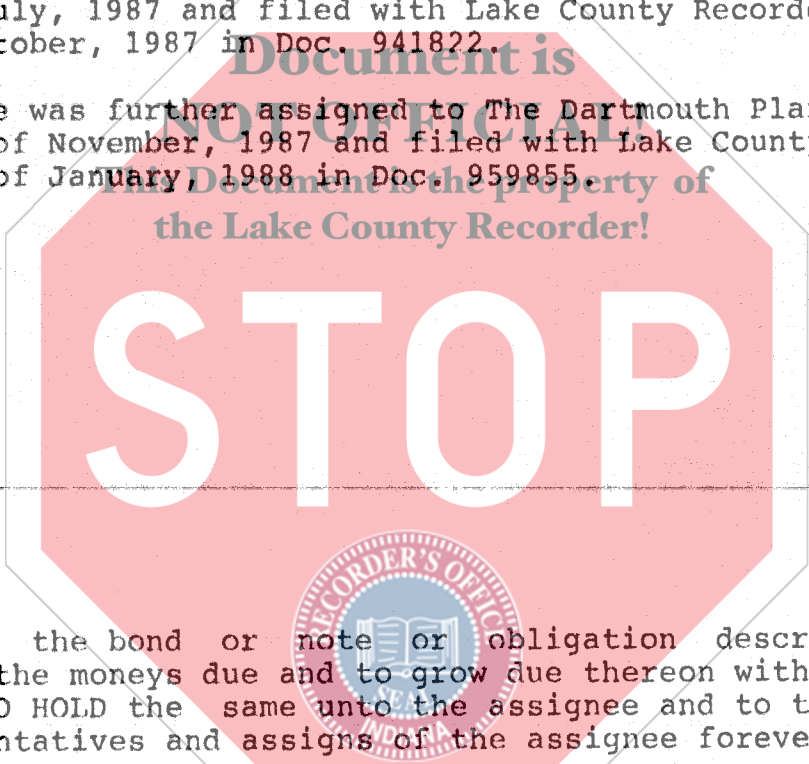 uly, 1987 and filed with Lake County Recorde
tober, 1987 in Doc. 941822.
Document is
e was further assigned to The Dartmouth Pla
NOT OFFICIAL!
of November, 1987 and filed with Lake County
of January, 1988 in Doc. 959855.
This Document is the property of
the Lake County Recorder!
STOP
RECORDER'S OFFICE
the bond or note or obligation descr
the moneys due and to grow due thereon with
O HOLD the same unto the assignee and to t
SEAL
ntatives and assigns of the assignee foreve
INDIANA